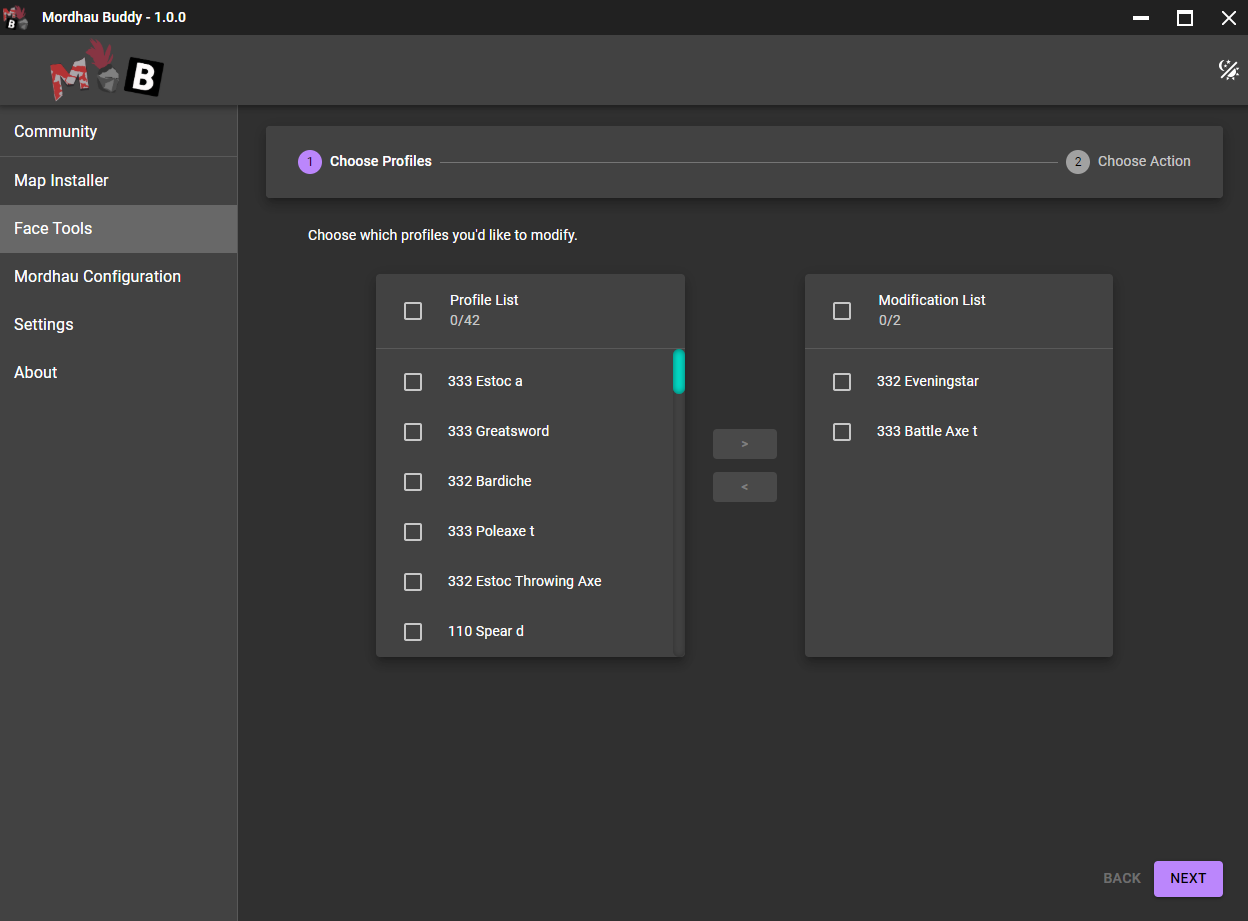 Mordhau Buddy - 1.0.0
M B
Community
Map Installer
Face Tools
Mordhau Configuration
Settings
About
1 Choose Profiles
2 Choose Action
Choose which profiles you'd like to modify.
Profile List
0/42
333 Estoc a
333 Greatsword
332 Bardiche
333 Poleaxe t
332 Estoc Throwing Axe
110 Spear d
>
<
Modification List
0/2
332 Eveningstar
333 Battle Axe t
BACK
NEXT